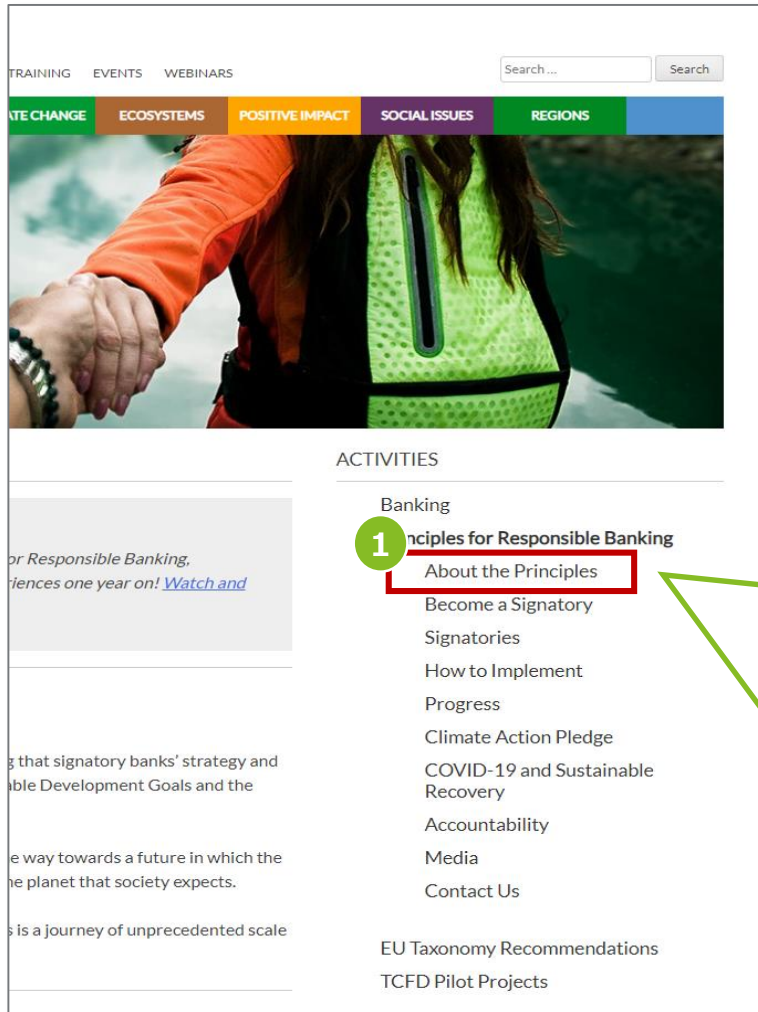 TRAINING EVENTS WEBINARS
Search ... Search
ATE CHANGE ECOSYSTEMS POSITIVE IMPACT SOCIAL ISSUES REGIONS
ACTIVITIES
Banking
1 nciples for Responsible Banking
About the Principles
Become a Signatory
Signatories
How to Implement
Progress
Climate Action Pledge
COVID-19 and Sustainable
Recovery
Accountability
Media
Contact Us
EU Taxonomy Recommendations
TCFD Pilot Projects
or Responsible Banking,
riences one year on! Watch and
g that signatory banks' strategy and
able Development Goals and the
e way towards a future in which the
he planet that society expects.
s is a journey of unprecedented scale